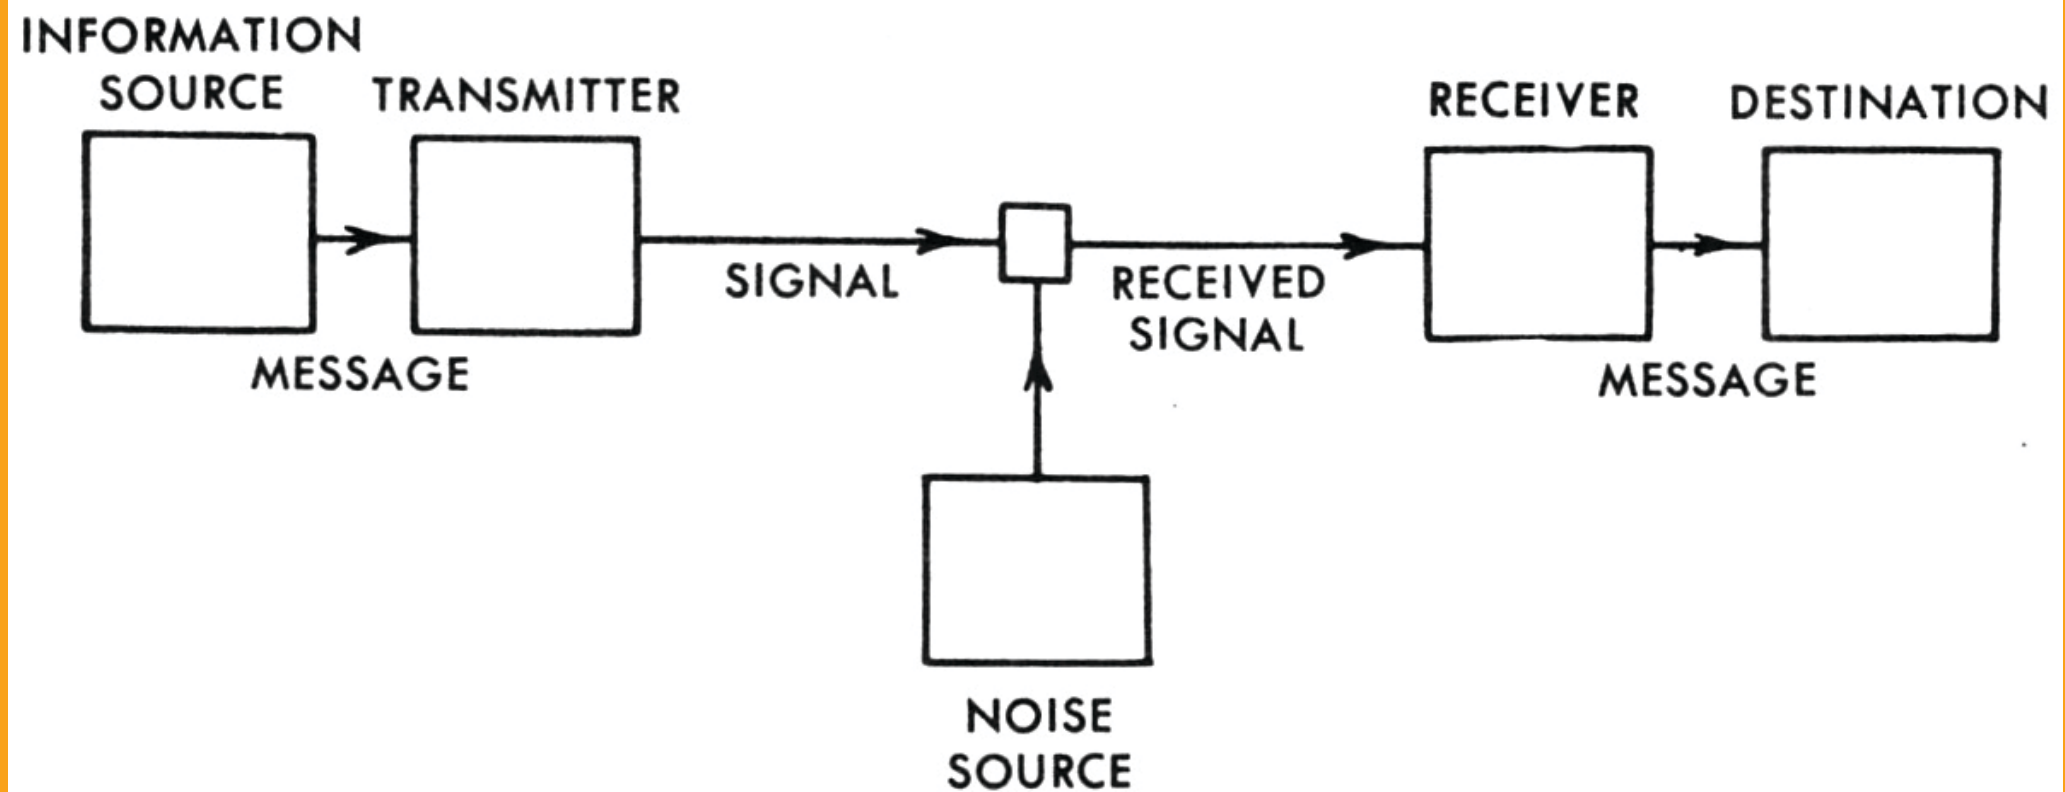 INFORMATION
SOURCE
TRANSMITTER
RECEIVER
DESTINATION
SIGNAL
RECEIVED
SIGNAL
MESSAGE
MESSAGE
NOISE
SOURCE